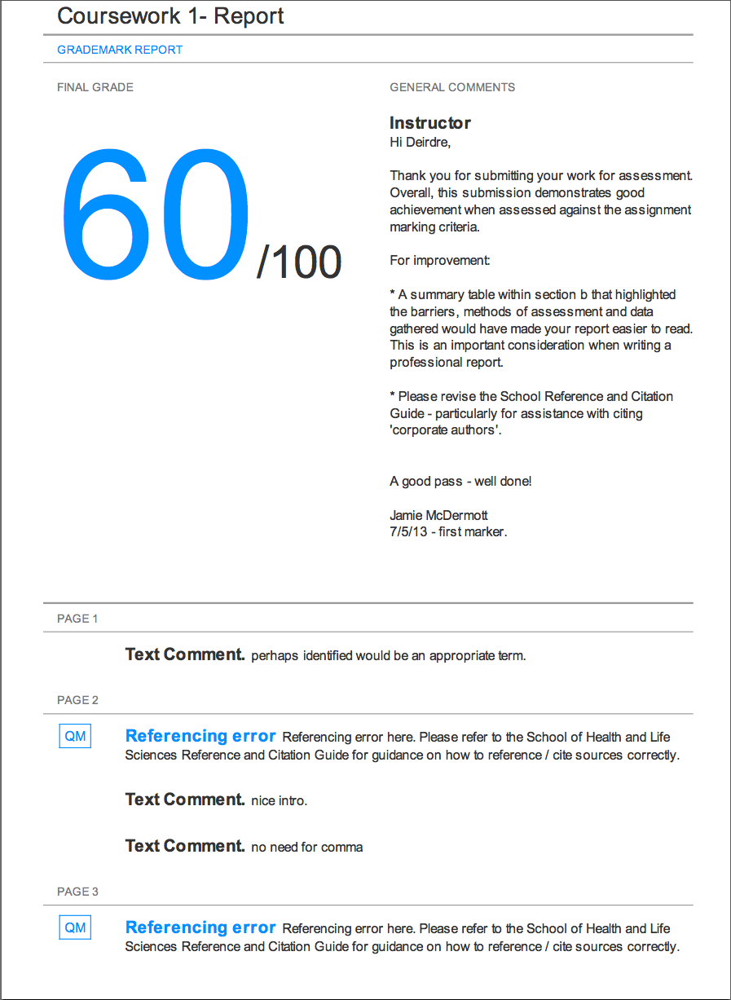 Coursework 1- Report
GRADEMARK REPORT
FINAL GRADE
60/100
GENERAL COMMENTS
Instructor
Hi Deirdre,
Thank you for submitting your work for assessment.
Overall, this submission demonstrates good
achievement when assessed against the assignment
marking criteria.
For improvement:
* A summary table within section b that highlighted
the barriers, methods of assessment and data
gathered would have made your report easier to read.
This is an important consideration when writing a
professional report.
* Please revise the School Reference and Citation
Guide - particularly for assistance with citing
'corporate authors'.
A good pass - well done!
Jamie McDermott
7/5/13 - first marker.
PAGE 1
Text Comment. perhaps identified would be an appropriate term.
PAGE 2
QM Referencing error Referencing error here. Please refer to the School of Health and Life
Sciences Reference and Citation Guide for guidance on how to reference / cite sources correctly.
Text Comment. nice intro.
Text Comment. no need for comma
PAGE 3
QM Referencing error Referencing error here. Please refer to the School of Health and Life
Sciences Reference and Citation Guide for guidance on how to reference / cite sources correctly.